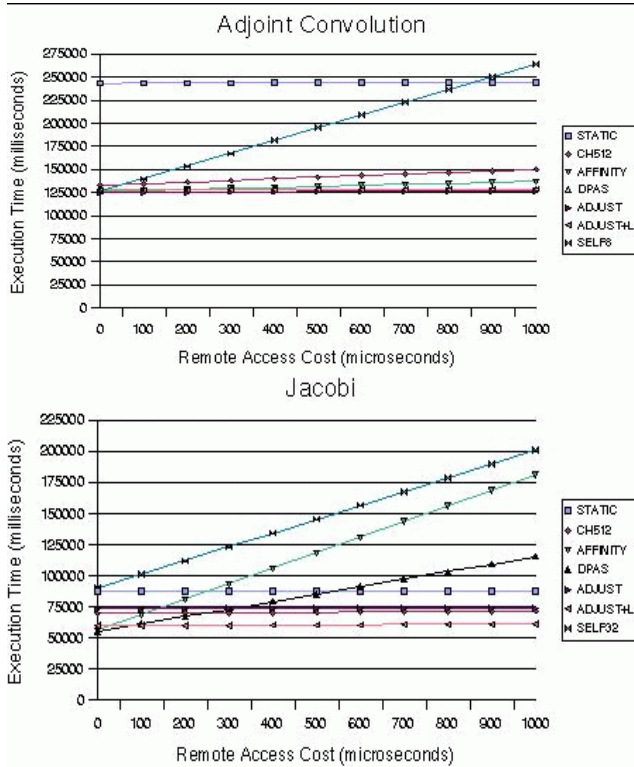 Adjoint Convolution
Execution Time (milliseconds)
275000
250000
225000
200000
175000
150000
125000
100000
75000
50000
25000
0
0 100 200 300 400 500 600 700 800 900 1000
Remote Access Cost (microseconds)
STATIC
CH512
AFFINITY
DPAS
ADJUST
ADJUST+L
SELF8
Jacobi
Execution Time (milliseconds)
225000
200000
175000
150000
125000
100000
75000
50000
25000
0
0 100 200 300 400 500 600 700 800 900 1000
Remote Access Cost (microseconds)
STATIC
CH512
AFFINITY
DPAS
ADJUST
ADJUST+L
SELF32